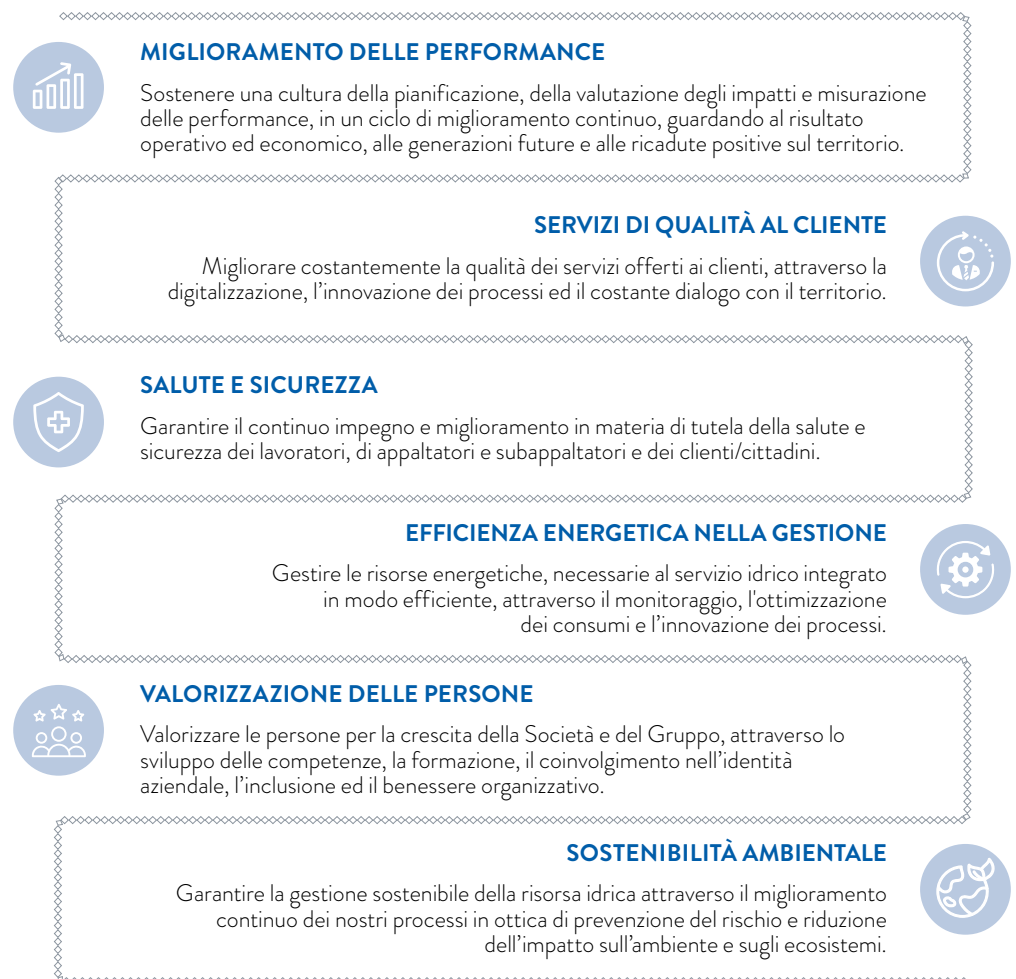 MIGLIORAMENTO DELLE PERFORMANCE
Sostenere una cultura della pianificazione, della valutazione degli impatti e misurazione
delle performance, in un ciclo di miglioramento continuo, guardando al risultato
operativo ed economico, alle generazioni future e alle ricadute positive sul territorio.
SERVIZI DI QUALITÀ AL CLIENTE
Migliorare costantemente la qualità dei servizi offerti ai clienti, attraverso la
digitalizzazione, l’innovazione dei processi ed il costante dialogo con il territorio.
SALUTE E SICUREZZA
Garantire il continuo impegno e miglioramento in materia di tutela della salute e
sicurezza dei lavoratori, di appaltatori e subappaltatori e dei clienti/cittadini.
EFFICIENZA ENERGETICA NELLA GESTIONE
Gestire le risorse energetiche, necessarie al servizio idrico integrato
in modo efficiente, attraverso il monitoraggio, l'ottimizzazione
dei consumi e l’innovazione dei processi.
VALORIZZAZIONE DELLE PERSONE
Valorizzare le persone per la crescita della Società e del Gruppo, attraverso lo
sviluppo delle competenze, la formazione, il coinvolgimento nell’identità
aziendale, l’inclusione ed il benessere organizzativo.
SOSTENIBILITÀ AMBIENTALE
Garantire la gestione sostenibile della risorsa idrica attraverso il miglioramento
continuo dei nostri processi in ottica di prevenzione del rischio e riduzione
dell’impatto sull’ambiente e sugli ecosistemi.